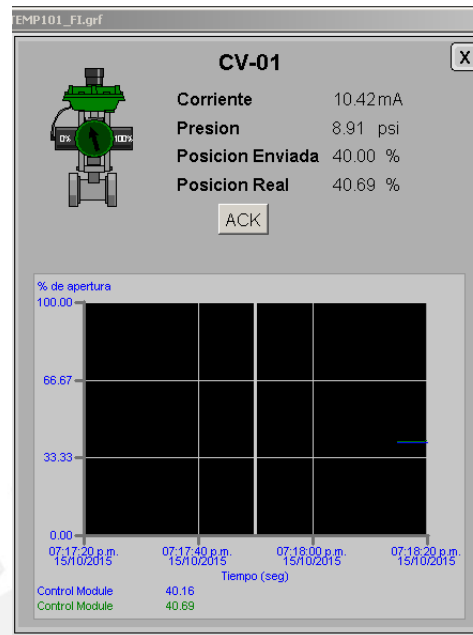 TEMP101_FI.grf
X
CV-01
Corriente 10.42 mA
Presion 8.91 psi
Posicion Enviada 40.00 %
Posicion Real 40.69 %
0% 100%
ACK
% de apertura
100.00
66.67
33.33
0.00
07:17:20 p.m. 07:17:40 p.m. 07:18:00 p.m. 07:18:20 p.m.
15/10/2015 15/10/2015 15/10/2015 15/10/2015
Tiempo (seg)
Control Module 40.16
Control Module 40.69